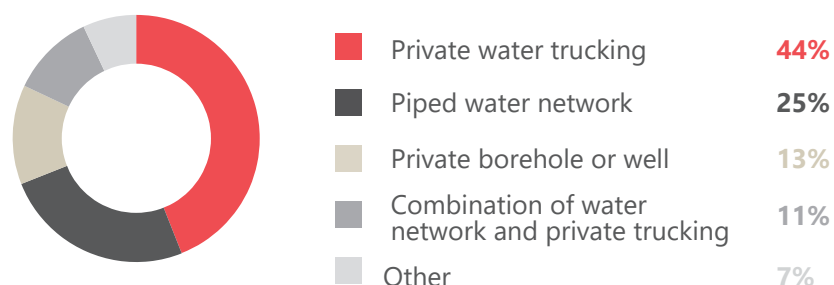 Private water trucking 44%
Piped water network 25%
Private borehole or well 13%
Combination of water
network and private trucking 11%
Other 7%